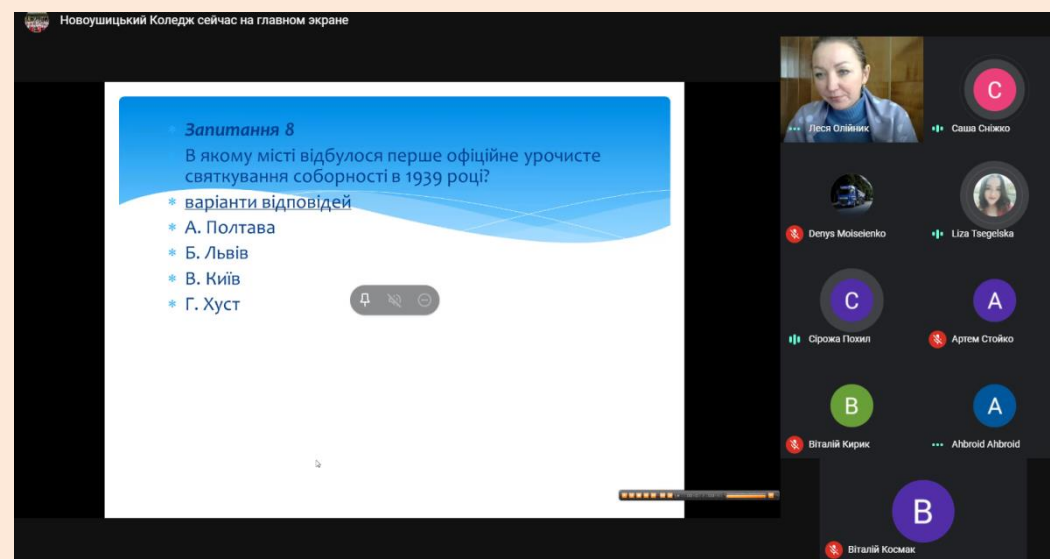 Новоушицький Коледж сейчас на главном экране
Запитання 8
В якому місті відбулося перше офіційне урочисте
святкування соборності в 1939 році?
варіанти відповідей
А. Полтава
Б. Львів
В. Київ
Г. Хуст
Леся Олійник
С
Саша Сніжко
Denys Moiseienko
Liza Tsegelska
С
Сірожа Похил
А
Артем Стойко
В
Віталій Кирик
A
Ahbroid Ahbroid
В
Віталій Космак